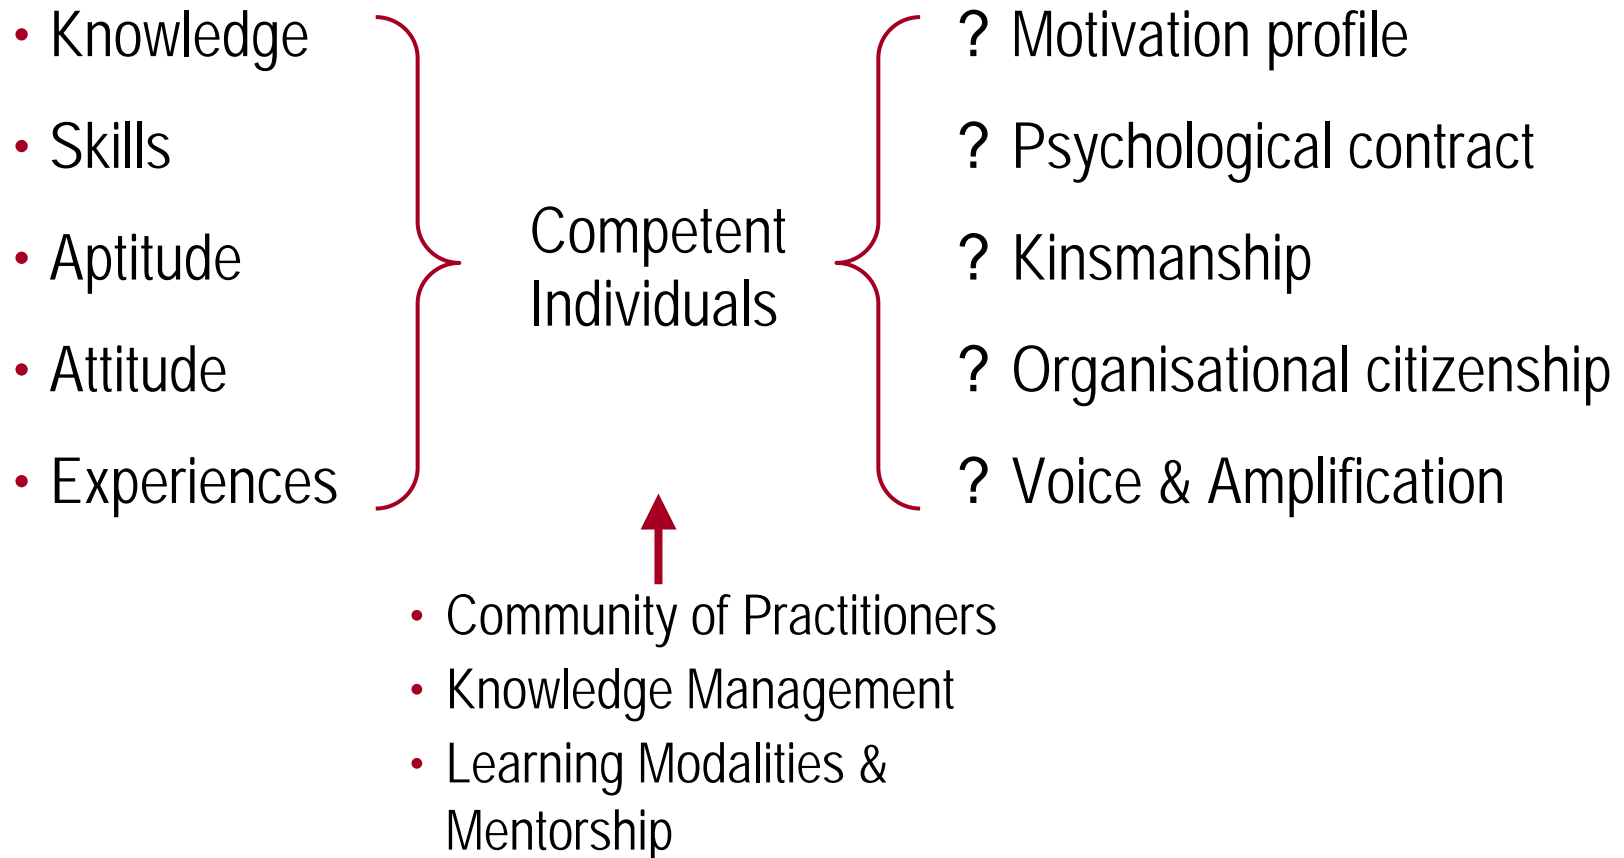 • Knowledge
• Skills
• Aptitude
• Attitude
• Experiences
Competent
Individuals
? Motivation profile
? Psychological contract
? Kinsmanship
? Organisational citizenship
? Voice & Amplification
• Community of Practitioners
• Knowledge Management
• Learning Modalities &
Mentorship